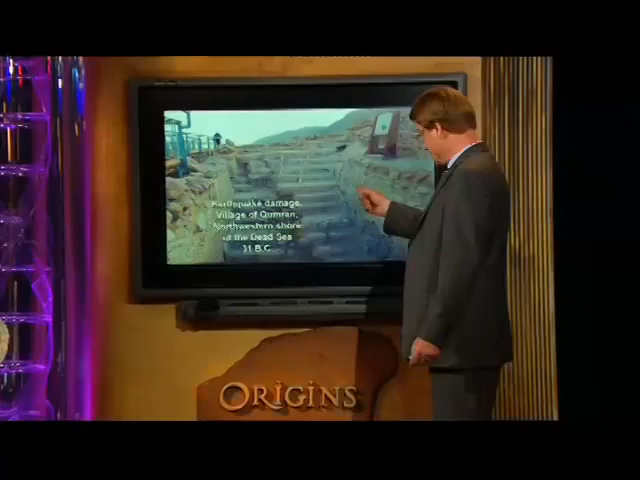 Earthquake damage,
Village of Qumran,
Northwestern shore
of the Dead Sea
31 B.C.
ORIGINS